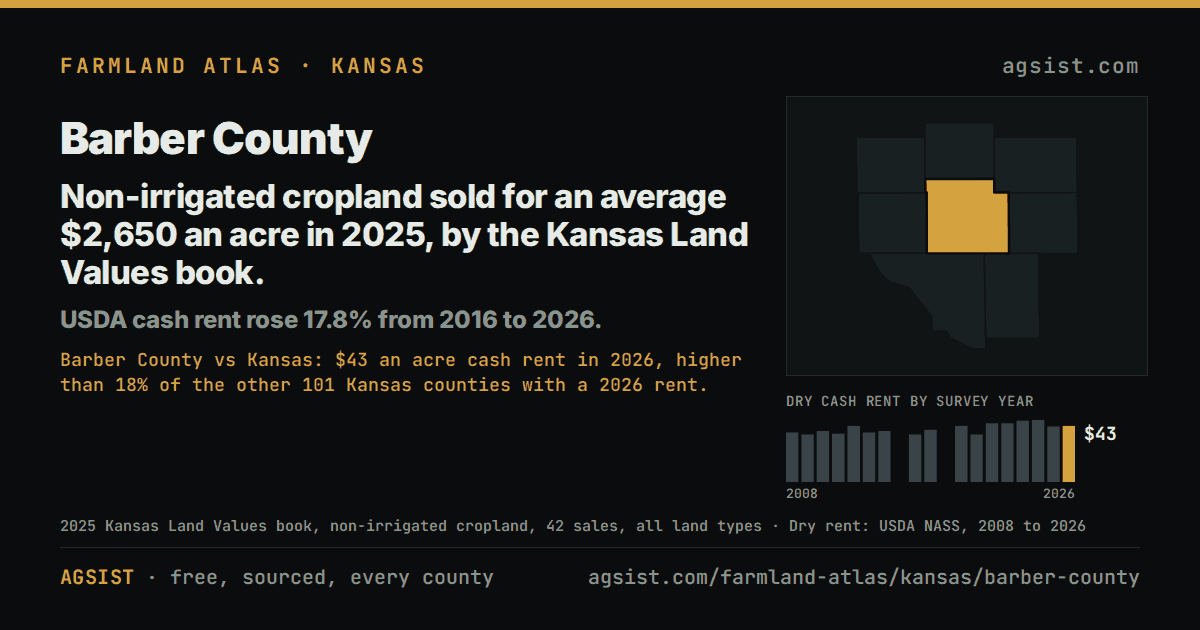 FARMLAND ATLAS · KANSAS
agsist.com
Barber County
Non-irrigated cropland sold for an average
$2,650 an acre in 2025, by the Kansas Land
Values book.
USDA cash rent rose 17.8% from 2016 to 2026.
Barber County vs Kansas: $43 an acre cash rent in 2026, higher
than 18% of the other 101 Kansas counties with a 2026 rent.
DRY CASH RENT BY SURVEY YEAR
$43
2008
2026
2025 Kansas Land Values book, non-irrigated cropland, 42 sales, all land types · Dry rent: USDA NASS, 2008 to 2026
AGSIST · free, sourced, every county
agsist.com/farmland-atlas/kansas/barber-county